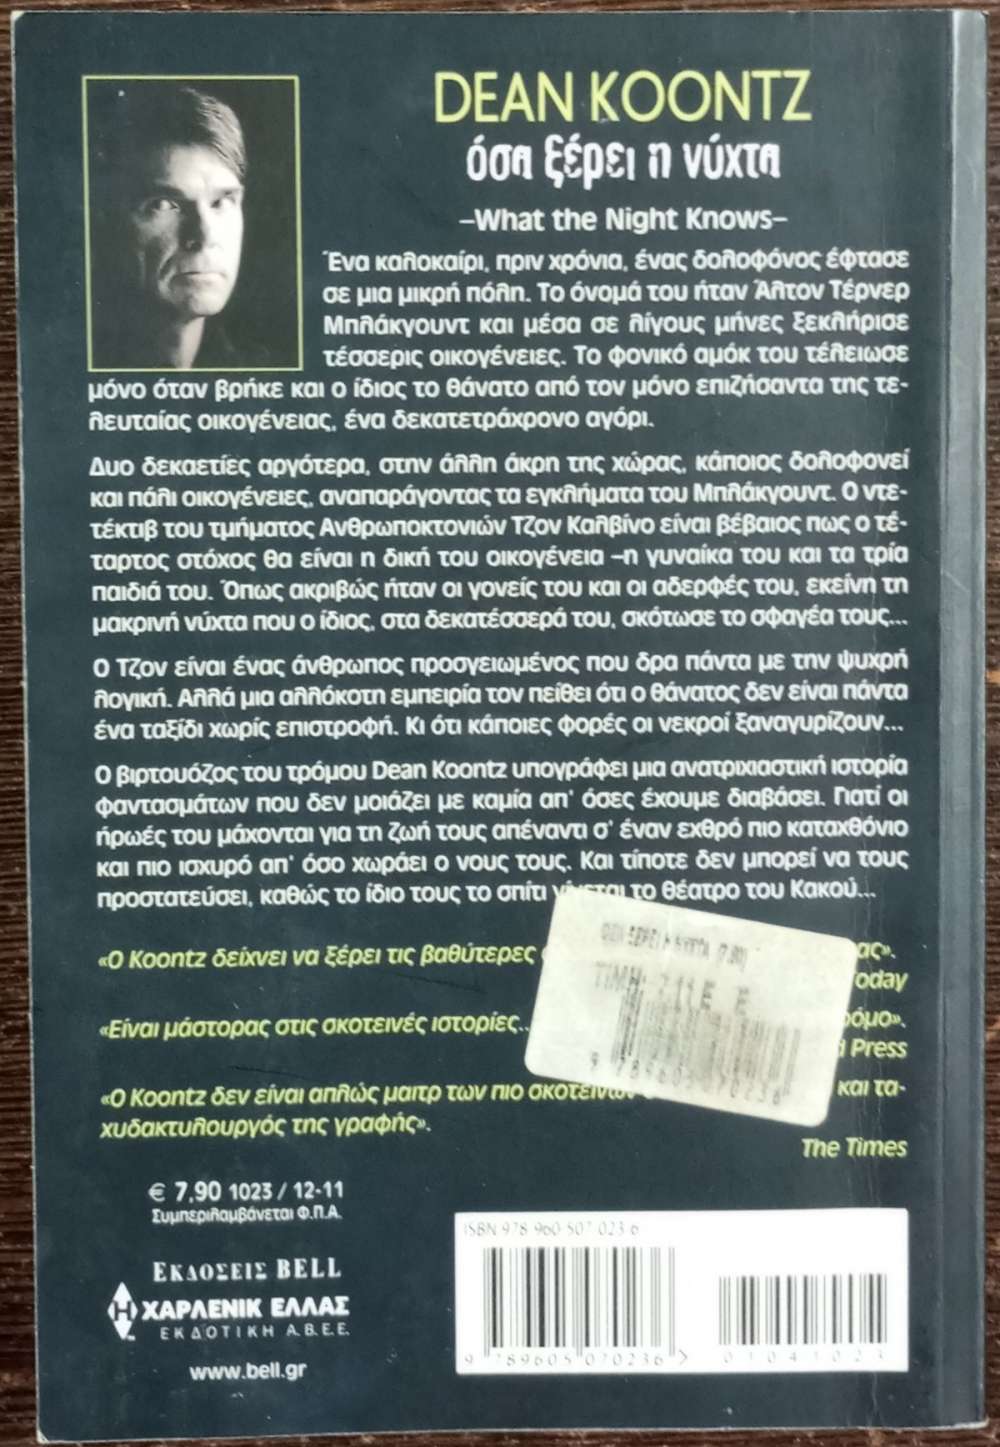 DEAN KOONTZ
όσα ξέρει η νύχτα
–What the Night Knows–
Ένα καλοκαίρι, πριν χρόνια, ένας δολοφόνος έφτασε
σε μια μικρή πόλη. Το όνομά του ήταν Άλτον Τέρνερ
Μπλάκγουντ και μέσα σε λίγους μήνες ξεκλήρισε
τέσσερις οικογένειες. Το φονικό αμόκ του τέλειωσε
μόνο όταν βρήκε και ο ίδιος το θάνατο από τον μόνο επιζήσαντα της τε-
λευταίας οικογένειας, ένα δεκατετράχρονο αγόρι.
Δυο δεκαετίες αργότερα, στην άλλη άκρη της χώρας, κάποιος δολοφονεί
και πάλι οικογένειες, αναπαράγοντας τα εγκλήματα του Μπλάκγουντ. Ο ντε-
τέκτιβ του τμήματος Ανθρωποκτονιών Τζον Καλβίνο είναι βέβαιος πως ο τέ-
ταρτος στόχος θα είναι η δική του οικογένεια –η γυναίκα του και τα τρία
παιδιά του. Όπως ακριβώς ήταν οι γονείς του και οι αδερφές του, εκείνη τη
μακρινή νύχτα που ο ίδιος, στα δεκατέσσερά του, σκότωσε το σφαγέα τους...
Ο Τζον είναι ένας άνθρωπος προσγειωμένος που δρα πάντα με την ψυχρή
λογική. Αλλά μια αλλόκοτη εμπειρία τον πείθει ότι ο θάνατος δεν είναι πάντα
ένα ταξίδι χωρίς επιστροφή. Κι ότι κάποιες φορές οι νεκροί ξαναγυρίζουν...
Ο βιρτουόζος του τρόμου Dean Koontz υπογράφει μια ανατριχιαστική ιστορία
φαντασμάτων που δεν μοιάζει με καμία απ' όσες έχουμε διαβάσει. Γιατί οι
ήρωές του μάχονται για τη ζωή τους απέναντι σ' έναν εχθρό πιο καταχθόνιο
και πιο ισχυρό απ' όσο χωράει ο νους τους. Και τίποτε δεν μπορεί να τους
προστατεύσει, καθώς το ίδιο τους το σπίτι γίνεται το θέατρο του Κακού...
«Ο Koontz δείχνει να ξέρει τις βαθύτερες ας».
Today
«Είναι μάστορας στις σκοτεινές ιστορίες... ρόμο».
Press
«Ο Koontz δεν είναι απλώς μαιτρ των πιο σκοτεινών και τα-
χυδακτυλουργός της γραφής».
The Times
ΟΣΑ ΞΕΡΕΙ Η ΝΥΧΤΑ (7.90)
ΤΙΜΗ: 7.11 €
9 789605 070236
€ 7,90 1023 / 12-11
Συμπεριλαμβάνεται Φ.Π.Α.
ΕΚΔΟΣΕΙΣ BELL
ΧΑΡΛΕΝΙΚ ΕΛΛΑΣ
ΕΚΔΟΤΙΚΗ Α.Β.Ε.Ε.
www.bell.gr
ISBN 978-960-507-023-6
9 789605 070236 >
01041023